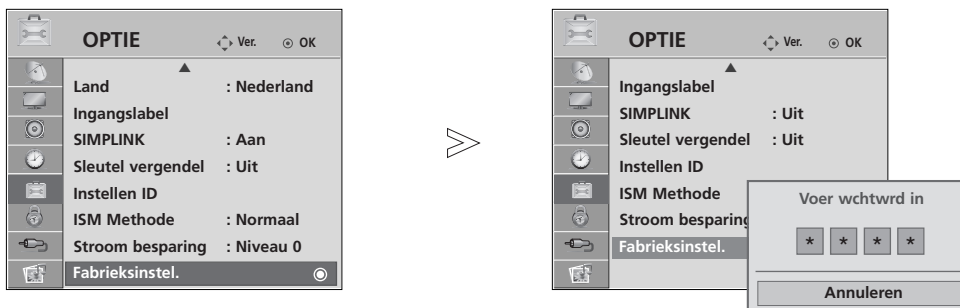 OPTIE Ver. OK
Land : Nederland
Ingangslabel
SIMPLINK : Aan
Sleutel vergendel : Uit
Instellen ID
ISM Methode : Normaal
Stroom besparing : Niveau 0
Fabrieksinstel.
OPTIE Ver. OK
Ingangslabel
SIMPLINK : Uit
Sleutel vergendel : Uit
Instellen ID
ISM Methode
Stroom besparing
Fabrieksinstel.
Voer wchtwrd in
* * * *
Annuleren